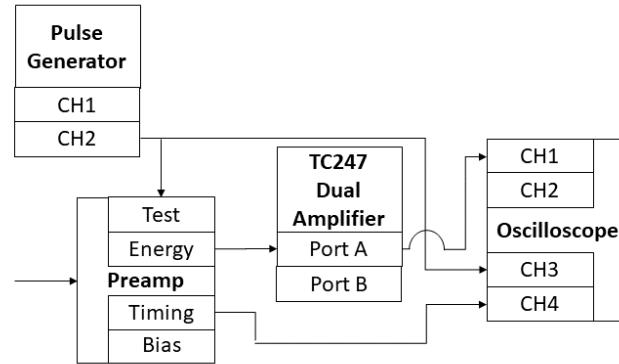 Pulse
Generator
CH1
CH2
TC247
Dual
Amplifier
Port A
Port B
Test
Energy
Preamp
Timing
Bias
CH1
CH2
Oscilloscope
CH3
CH4